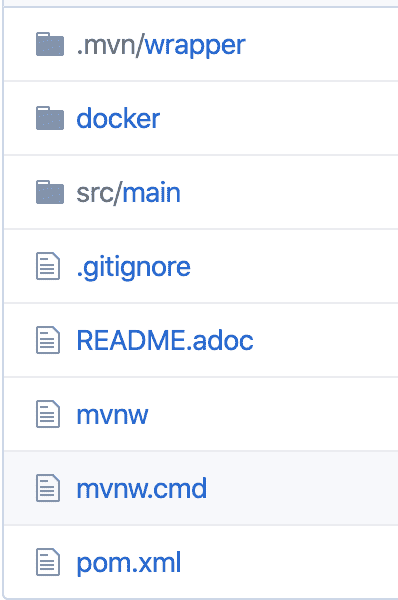 .mvn/wrapper
docker
src/main
.gitignore
README.adoc
mvnw
mvnw.cmd
pom.xml